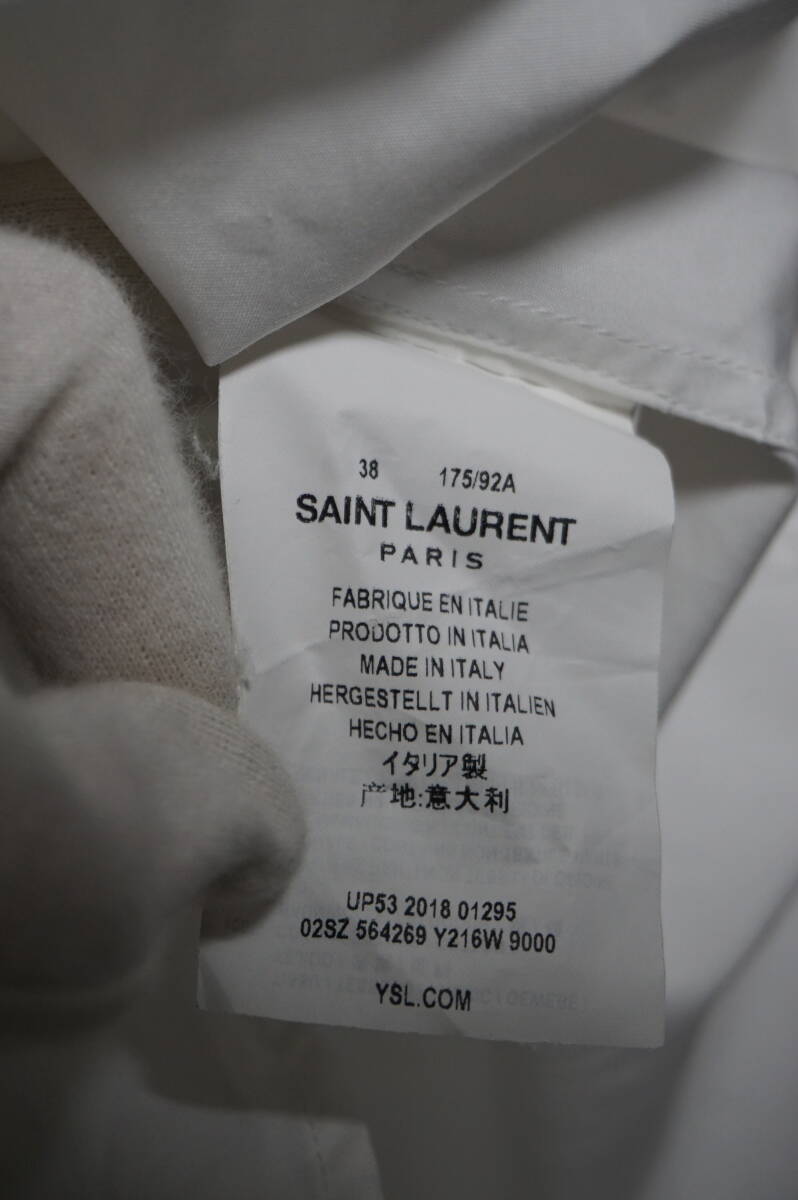 38 175/92A
SAINT LAURENT
PARIS
FABRIQUE EN ITALIE
PRODOTTO IN ITALIA
MADE IN ITALY
HERGESTELLT IN ITALIEN
HECHO EN ITALIA
イタリア製
产地:意大利
UP53 2018 01295
02SZ 564269 Y216W 9000
YSL.COM